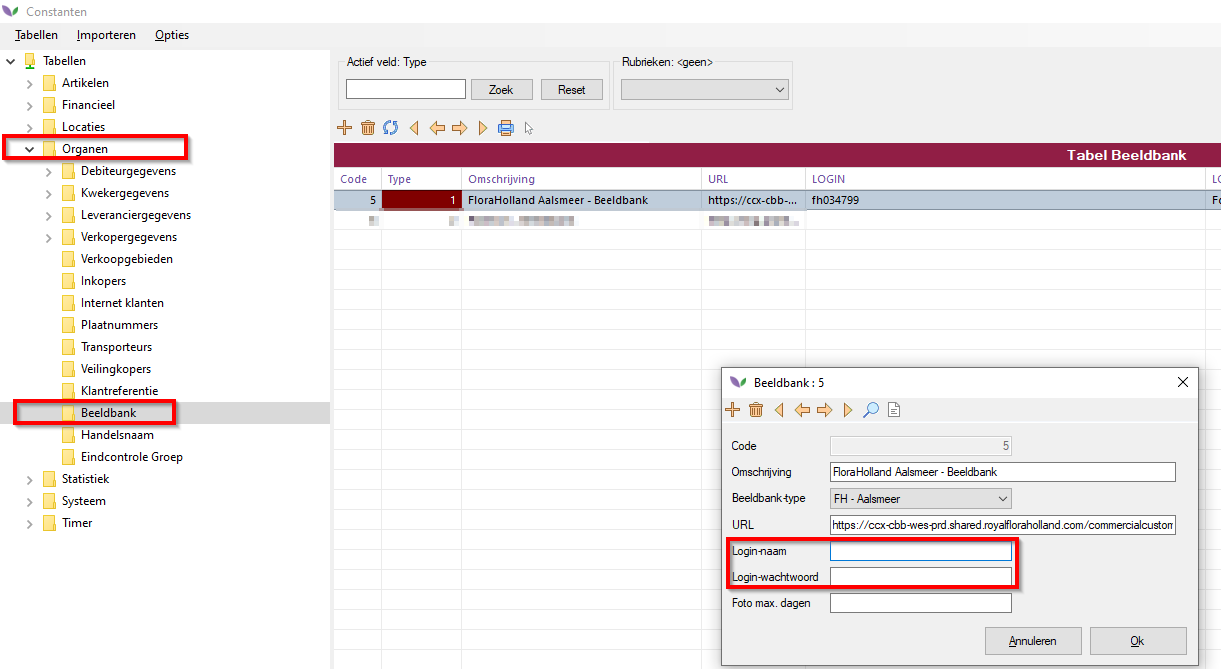 Constanten
Tabellen Importeren Opties
Tabellen
Artikelen
Financieel
Locaties
Organen
Debiteurgegevens
Kwekergegevens
Leveranciergegevens
Verkopergegevens
Verkoopgebieden
Inkopers
Internet klanten
Plaatnummers
Transporteurs
Veilingkopers
Klantreferentie
Beeldbank
Handelsnaam
Eindcontrole Groep
Statistiek
Systeem
Timer
Actief veld: Type
Zoek Reset
Rubrieken: <geen>
Tabel Beeldbank
Code Type Omschrijving URL LOGIN LO
5 1 FloraHolland Aalsmeer - Beeldbank https://ccx-cbb-... fh034799 Fo
Beeldbank : 5
Code 5
Omschrijving FloraHolland Aalsmeer - Beeldbank
Beeldbank-type FH - Aalsmeer
URL https://ccx-cbb-wes-prd.shared.royalfloraholland.com/commercialcustom
Login-naam
Login-wachtwoord
Foto max. dagen
Annuleren Ok